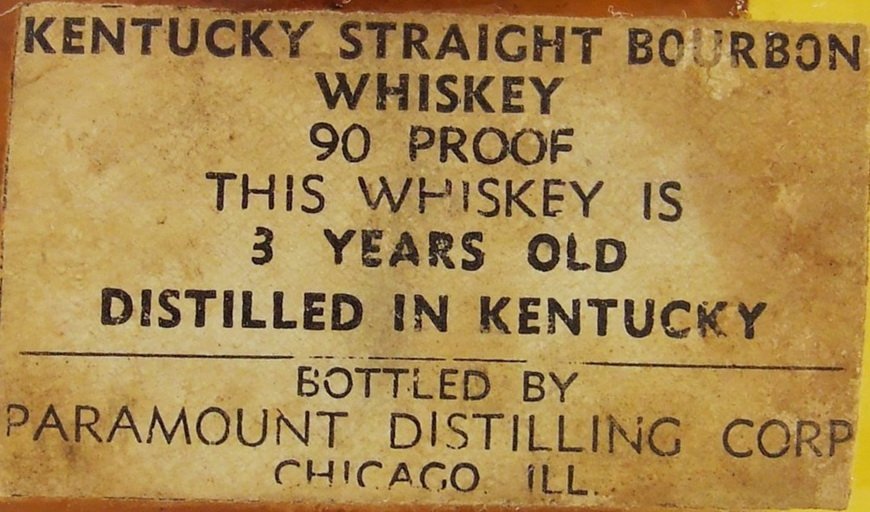 KENTUCKY STRAIGHT BOURBON
WHISKEY
90 PROOF
THIS WHISKEY IS
3 YEARS OLD
DISTILLED IN KENTUCKY
BOTTLED BY
PARAMOUNT DISTILLING CORP
CHICAGO, ILL.